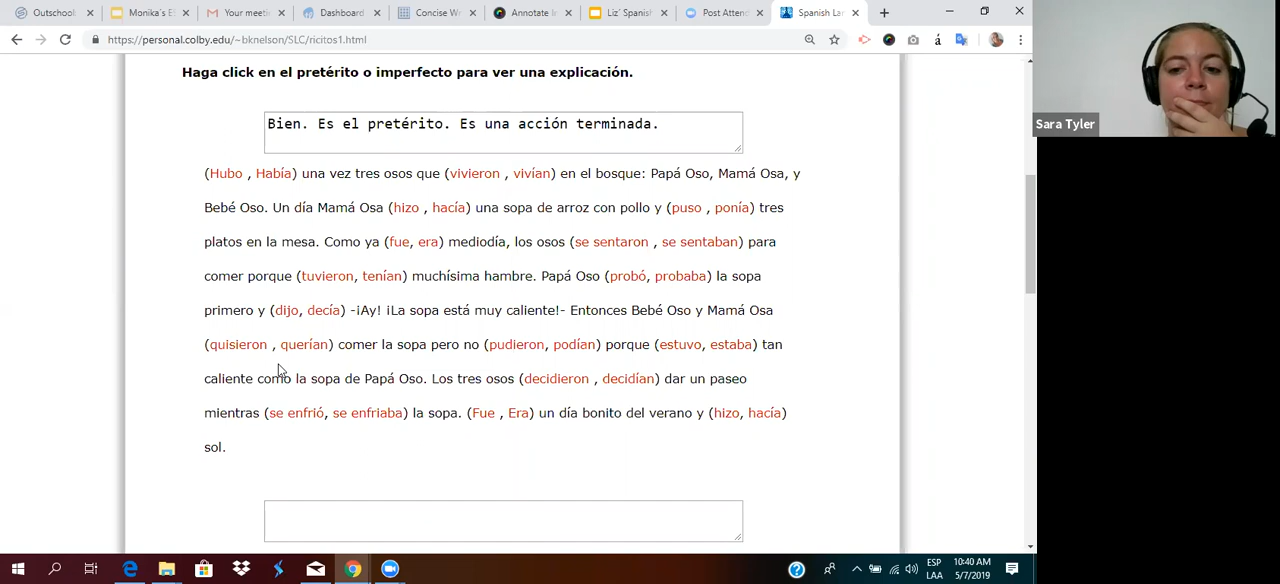 Outschool
Monika's ES
Your meeti
Dashboard
Concise Wr
Annotate In
Liz' Spanish
Post Attend
Spanish Lar
https://personal.colby.edu/~bknelson/SLC/ricitos1.html
Haga click en el pretérito o imperfecto para ver una explicación.
Bien. Es el pretérito. Es una acción terminada.
(Hubo , Había) una vez tres osos que (vivieron , vivían) en el bosque: Papá Oso, Mamá Osa, y
Bebé Oso. Un día Mamá Osa (hizo , hacía) una sopa de arroz con pollo y (puso , ponía) tres
platos en la mesa. Como ya (fue, era) mediodía, los osos (se sentaron , se sentaban) para
comer porque (tuvieron, tenían) muchísima hambre. Papá Oso (probó, probaba) la sopa
primero y (dijo, decía) -¡Ay! ¡La sopa está muy caliente!- Entonces Bebé Oso y Mamá Osa
(quisieron , querían) comer la sopa pero no (pudieron, podían) porque (estuvo, estaba) tan
caliente como la sopa de Papá Oso. Los tres osos (decidieron , decidían) dar un paseo
mientras (se enfrió, se enfriaba) la sopa. (Fue , Era) un día bonito del verano y (hizo, hacía)
sol.
Sara Tyler
ESP
LAA
10:40 AM
5/7/2019